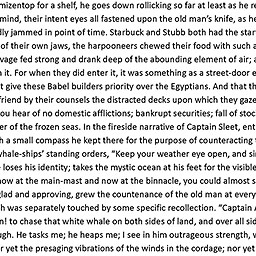 mizentop for a shelf, he goes down rollicking so far at least as he r
mind, their intent eyes all fastened upon the old man's knife, as he
dly jammed in point of time. Starbuck and Stubb both had the star
of their own jaws, the harpooneers chewed their food with such a
vage fed strong and drank deep of the abounding element of air; a
n it. For when they did enter it, it was something as a street-door e
t give these Babel builders priority over the Egyptians. And that th
friend by their counsels the distracted decks upon which they gaze
ou hear of no domestic afflictions; bankrupt securities; fall of stoc
er of the frozen seas. In the fireside narrative of Captain Sleet, ent
h a small compass he kept there for the purpose of counteracting
whale-ships' standing orders, "Keep your weather eye open, and si
e loses his identity; takes the mystic ocean at his feet for the visible
now at the main-mast and now at the binnacle, you could almost s
glad and approving, grew the countenance of the old man at every
h was separately touched by some specific recollection. "Captain A
n! to chase that white whale on both sides of land, and over all sid
ugh. He tasks me; he heaps me; I see in him outrageous strength, w
r yet the presaging vibrations of the winds in the cordage; nor yet